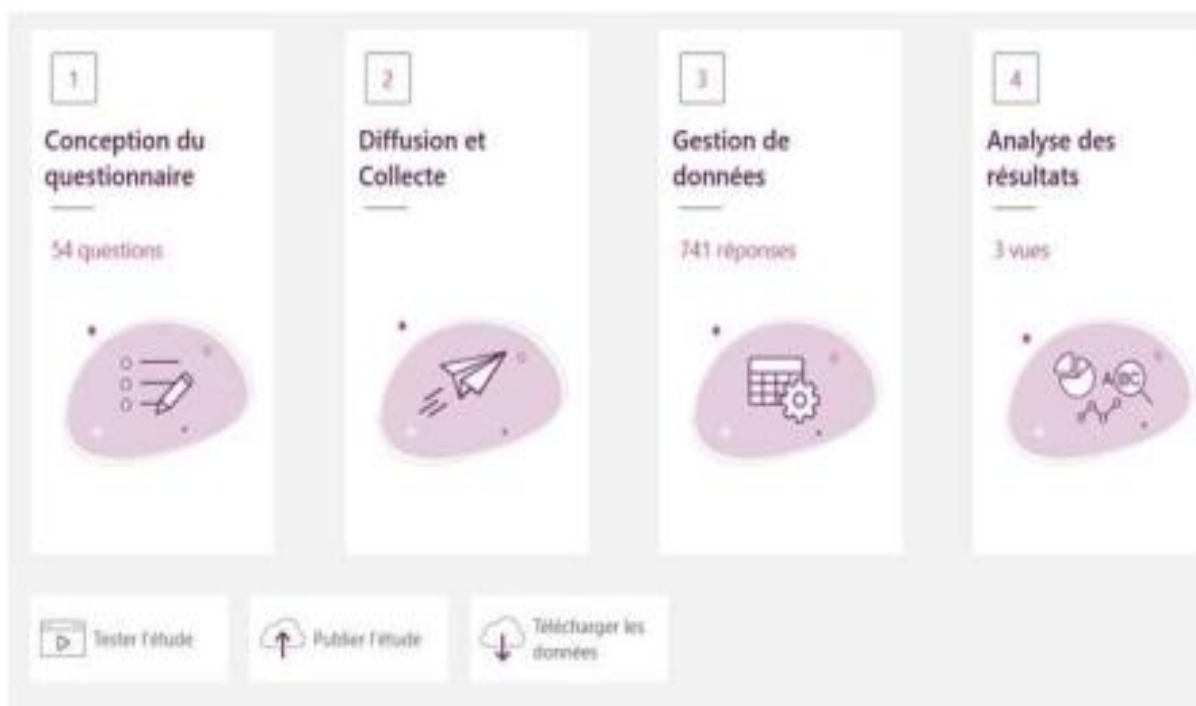 1
Conception du
questionnaire
54 questions
2
Diffusion et
Collecte
3
Gestion de
données
741 réponses
4
Analyse des
résultats
3 vues
A BC
Tester l'étude
Publier l'étude
Télécharger les
données